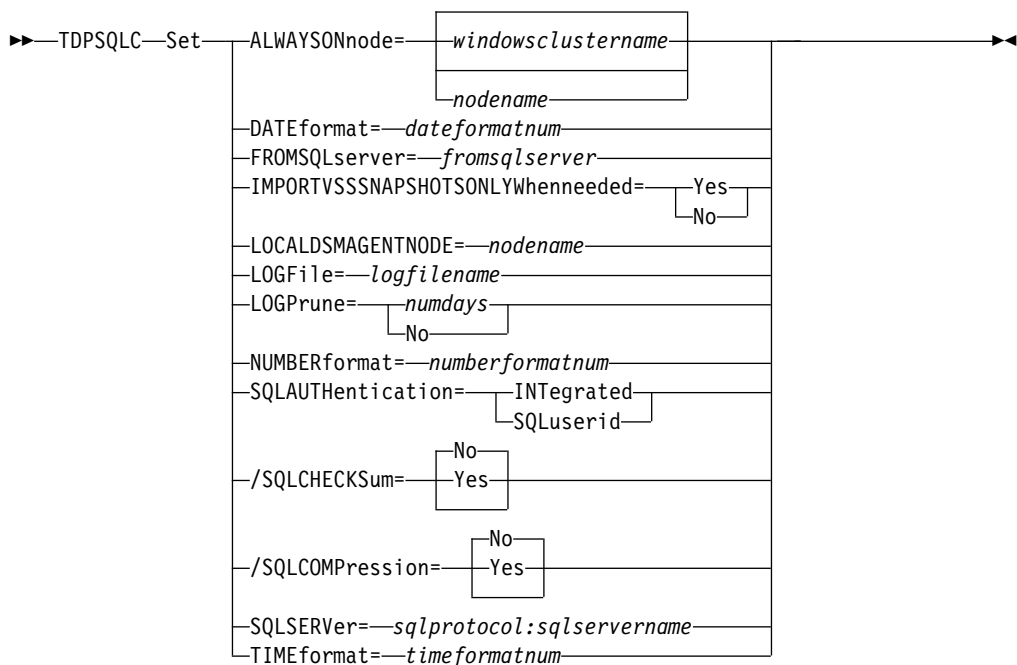 TDPSQLC Set ALWAYSONnode= windowsclustername
nodename
DATEformat= dateformatnum
FROMSQLserver= fromsqlserver
IMPORTVSSSNAPSHOTSONLYWhenneeded= Yes
No
LOCALDSMAGENTNODE= nodename
LOGFile= logfilename
LOGPrune= numdays
No
NUMBERformat= numberformatnum
SQLAUTHentication= INTegrated
SQLuserid
No
/SQLCHECKSum= Yes
No
/SQLCOMPression= Yes
SQLSERVer= sqlprotocol:sqlservername
TIMEformat= timeformatnum